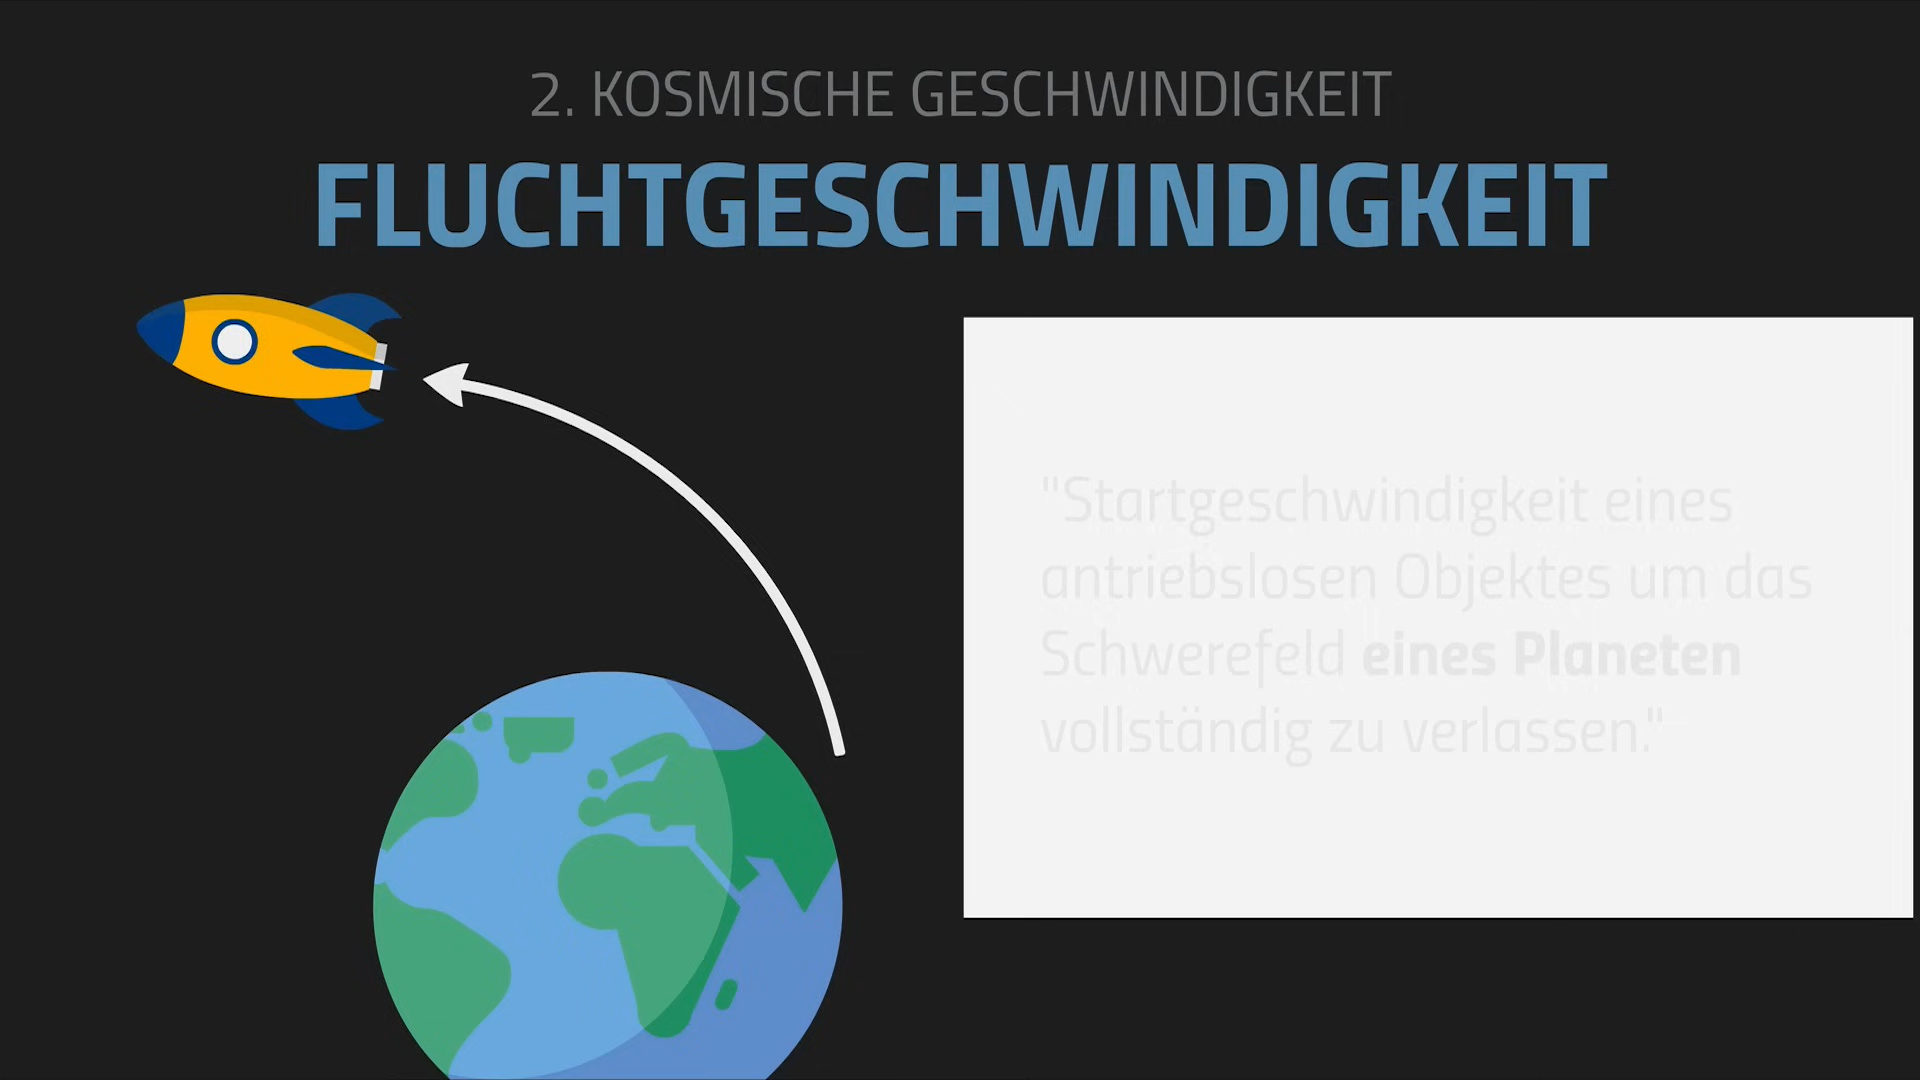 2. KOSMISCHE GESCHWINDIGKEIT
FLUCHTGESCHWINDIGKEIT
"Startgeschwindigkeit eines
antriebslosen Objektes um das
Schwerefeld eines Planeten
vollständig zu verlassen."